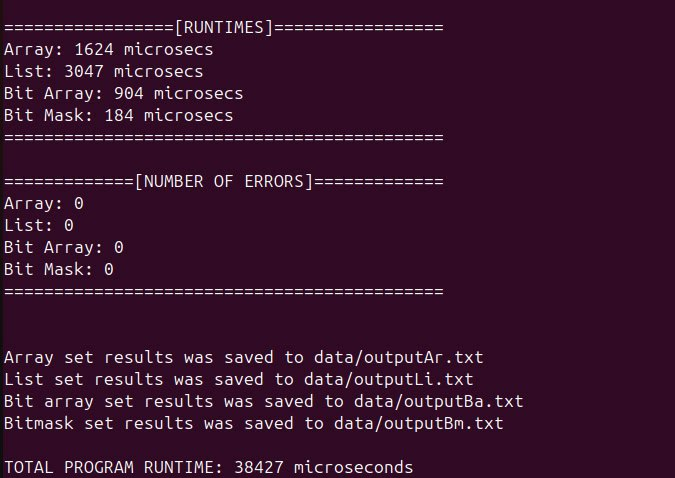 =================[RUNTIMES]=================
Array: 1624 microsecs
List: 3047 microsecs
Bit Array: 904 microsecs
Bit Mask: 184 microsecs
============================================
=============[NUMBER OF ERRORS]=============
Array: 0
List: 0
Bit Array: 0
Bit Mask: 0
============================================
Array set results was saved to data/outputAr.txt
List set results was saved to data/outputLi.txt
Bit array set results was saved to data/outputBa.txt
Bitmask set results was saved to data/outputBm.txt
TOTAL PROGRAM RUNTIME: 38427 microseconds